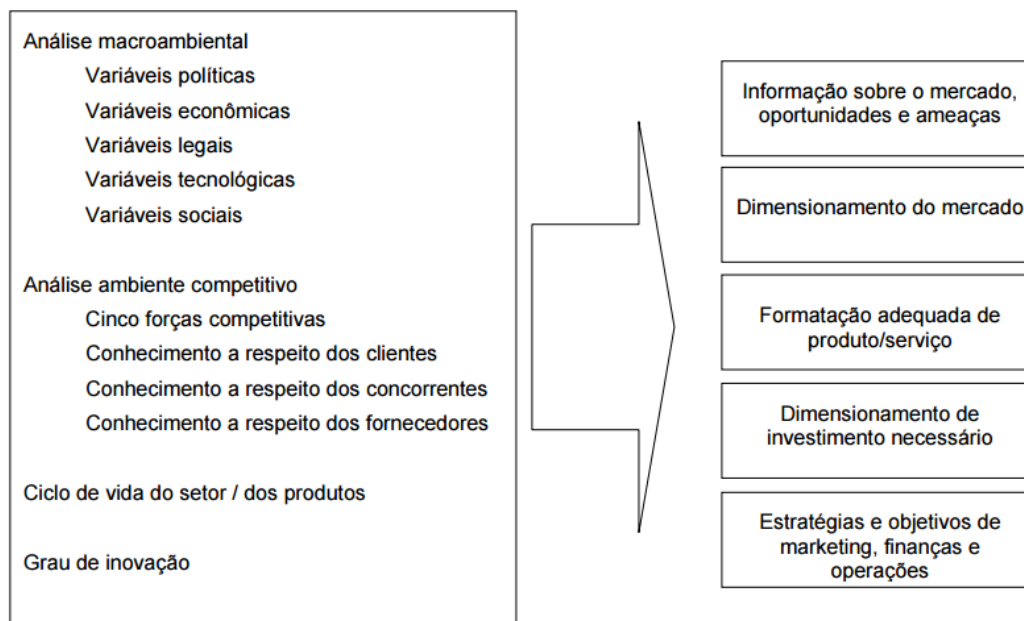 Análise macroambiental
Variáveis políticas
Variáveis econômicas
Variáveis legais
Variáveis tecnológicas
Variáveis sociais
Análise ambiente competitivo
Cinco forças competitivas
Conhecimento a respeito dos clientes
Conhecimento a respeito dos concorrentes
Conhecimento a respeito dos fornecedores
Ciclo de vida do setor / dos produtos
Grau de inovação
Informação sobre o mercado,
oportunidades e ameaças
Dimensionamento do mercado
Formatação adequada de
produto/serviço
Dimensionamento de
investimento necessário
Estratégias e objetivos de
marketing, finanças e
operações